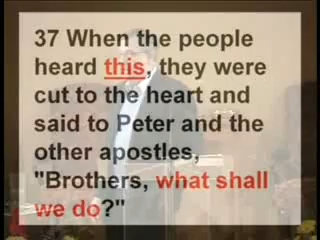 37 When the people
heard this, they were
cut to the heart and
said to Peter and the
other apostles,
"Brothers, what shall
we do?"